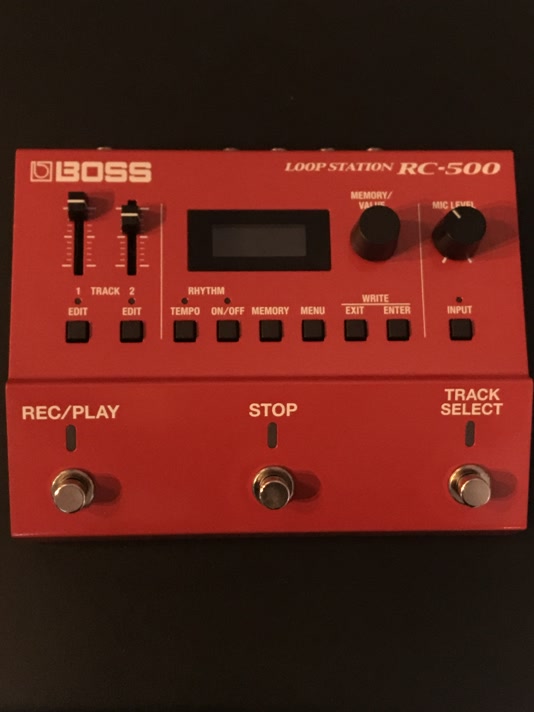 BOSS
LOOP STATION RC-500
MEMORY/
VALUE
MIC LEVEL
1 TRACK 2
RHYTHM
WRITE
EDIT
EDIT
TEMPO
ON/OFF
MEMORY
MENU
EXIT
ENTER
INPUT
REC/PLAY
STOP
TRACK
SELECT